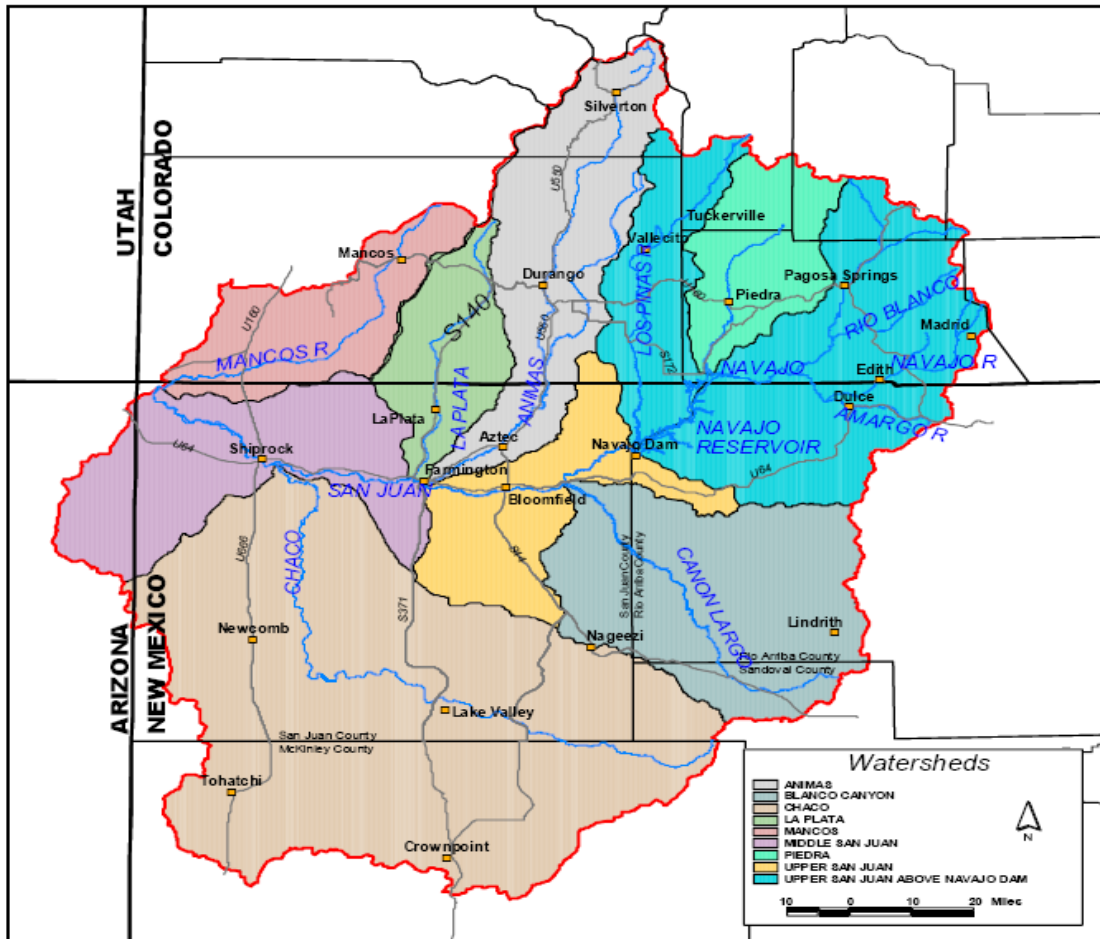 Silverton
UTAH
COLORADO
U550
Tuckerville
Vallecito
Mancos
Durango
Pagosa Springs
Piedra
LOS PINAS R
RIO BLANCO
Madrid
U160
S140
MANCOS R
S172
NAVAJO
Edith
NAVAJO R
Dulce
AMARGO R
LaPlata
LA PLATA
ANIMAS
Aztec
NAVAJO
RESERVOIR
Navajo Dam
Shiprock
U64
Farmington
SAN JUAN
Bloomfield
U64
CHACO
U666
S371
S44
San Juan County
Rio Arriba County
CANON LARGO
ARIZONA
NEW MEXICO
Newcomb
Nageezi
Lindrith
Rio Arriba County
Sandoval County
Lake Valley
San Juan County
McKinley County
Tohatchi
Crownpoint
Watersheds
ANIMAS
BLANCO CANYON
CHACO
LA PLATA
MANCOS
MIDDLE SAN JUAN
PIEDRA
UPPER SAN JUAN
UPPER SAN JUAN ABOVE NAVAJO DAM
N
10 0 10 20 Miles